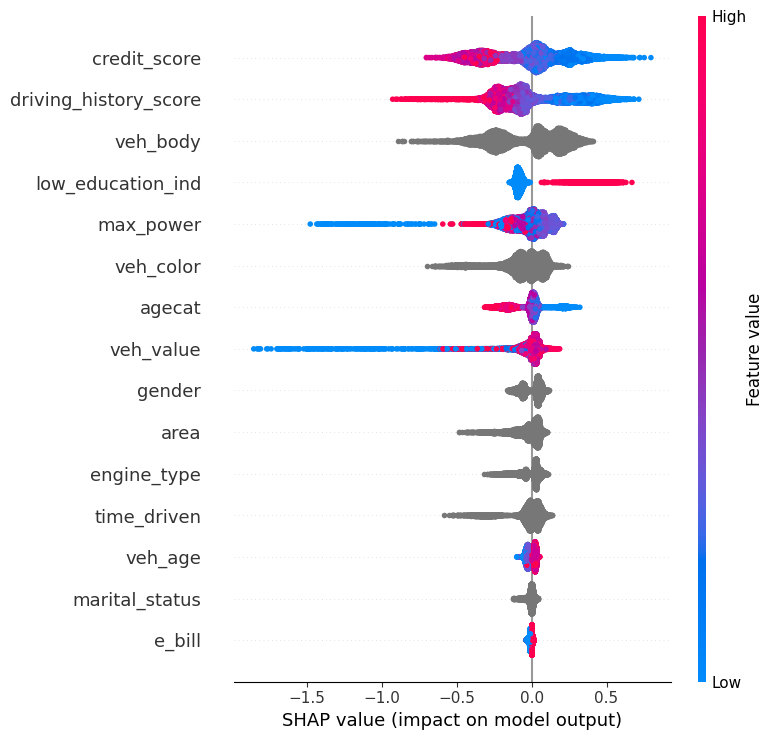 High
credit_score
driving_history_score
veh_body
low_education_ind
max_power
veh_color
agecat
veh_value
gender
area
engine_type
time_driven
veh_age
marital_status
e_bill
Feature value
Low
−1.5 −1.0 −0.5 0.0 0.5
SHAP value (impact on model output)